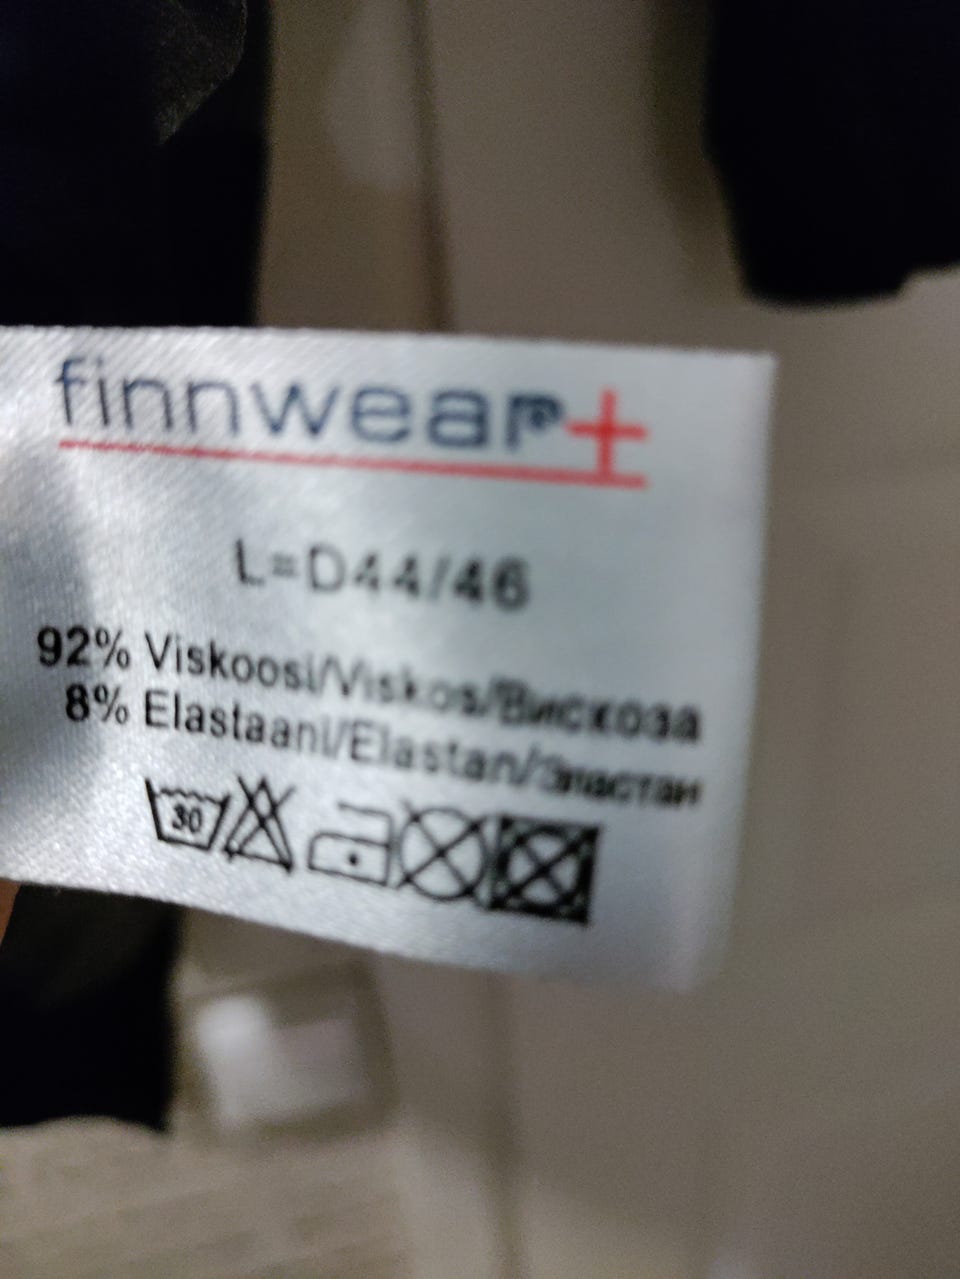 finnwear+
L=D44/46
92% Viskoosi/Viskos/Вискоза
8% Elastaani/Elastan/Эластан
30